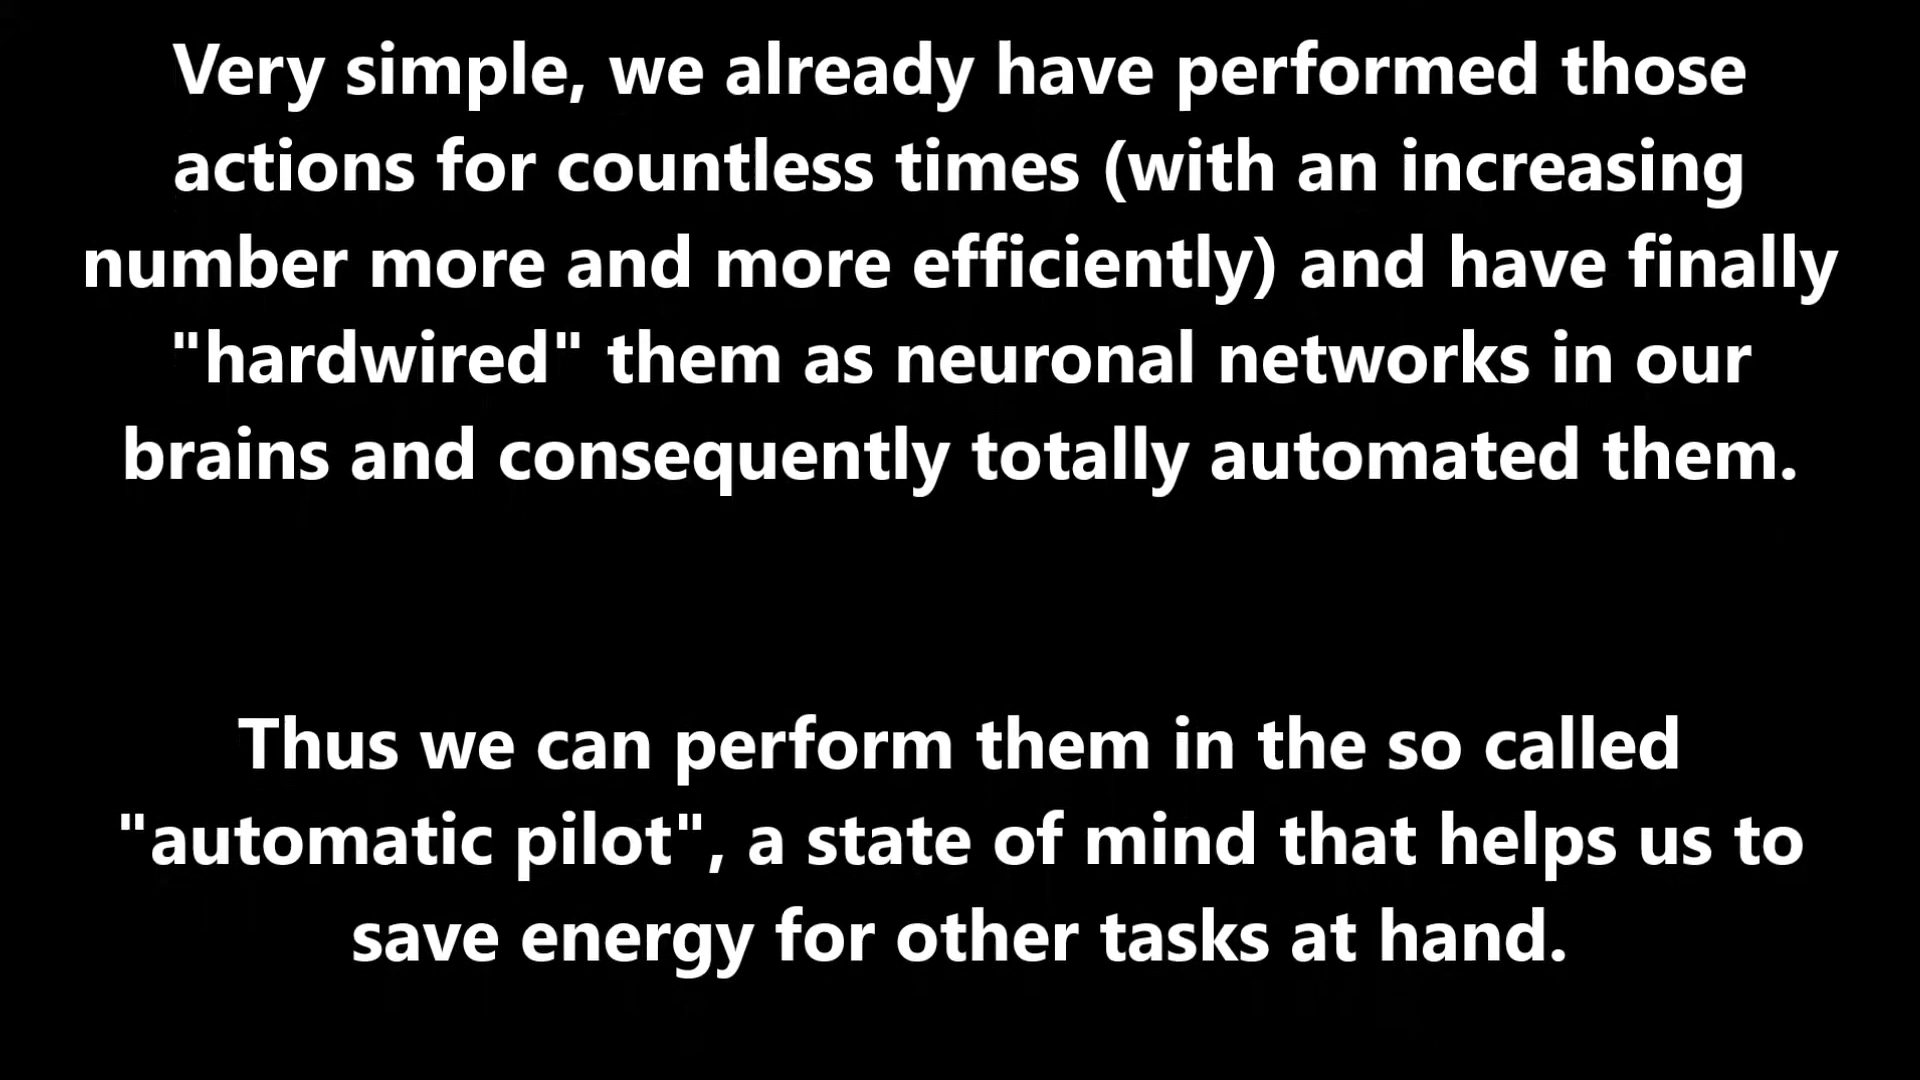 Very simple, we already have performed those
actions for countless times (with an increasing
number more and more efficiently) and have finally
"hardwired" them as neuronal networks in our
brains and consequently totally automated them.
Thus we can perform them in the so called
"automatic pilot", a state of mind that helps us to
save energy for other tasks at hand.